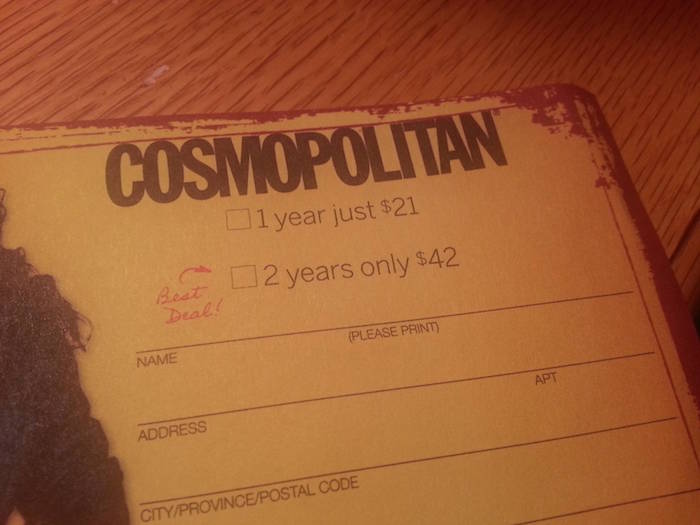 COSMOPOLITAN
1 year just $21
2 years only $42
Best
Deal!
(PLEASE PRINT)
NAME
APT
ADDRESS
CITY/PROVINCE/POSTAL CODE